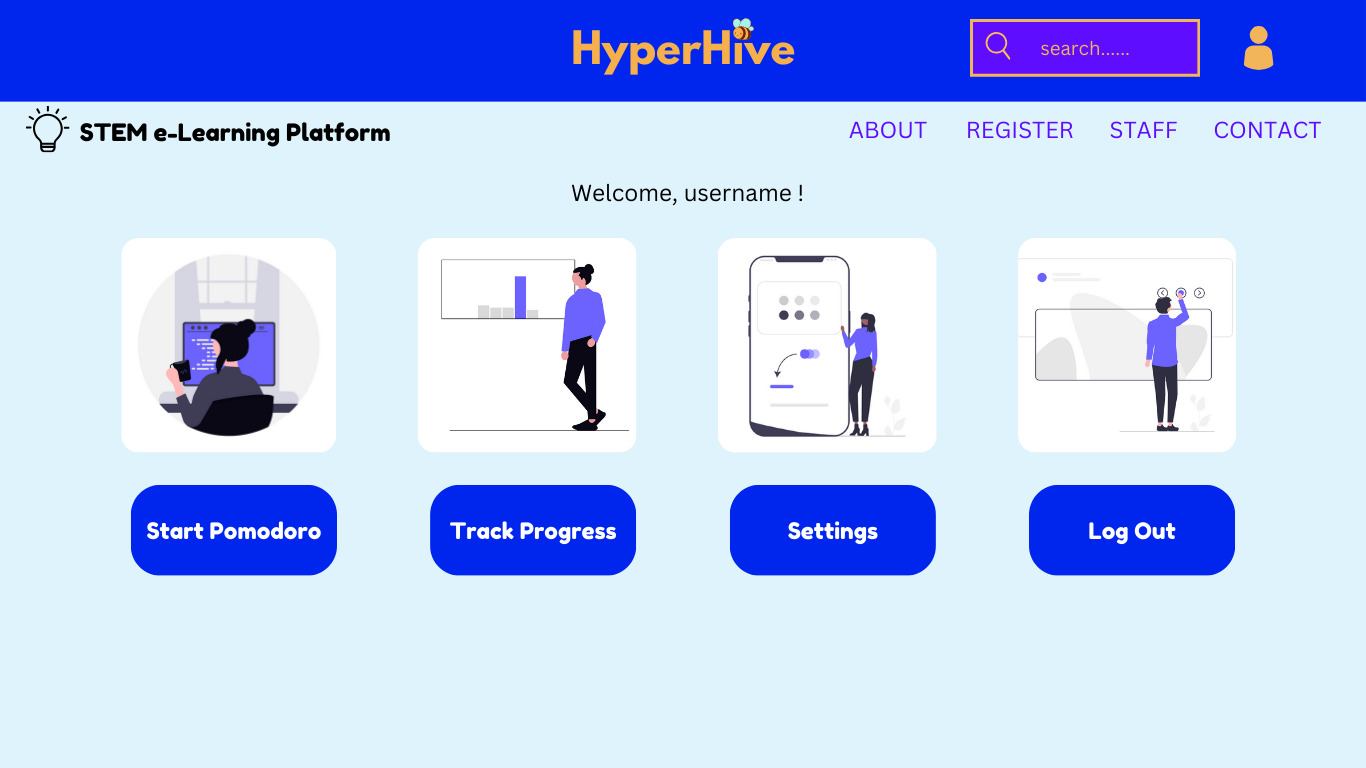 HyperHive
search......
STEM e-Learning Platform
ABOUT REGISTER STAFF CONTACT
Welcome, username !
Start Pomodoro
Track Progress
Settings
Log Out